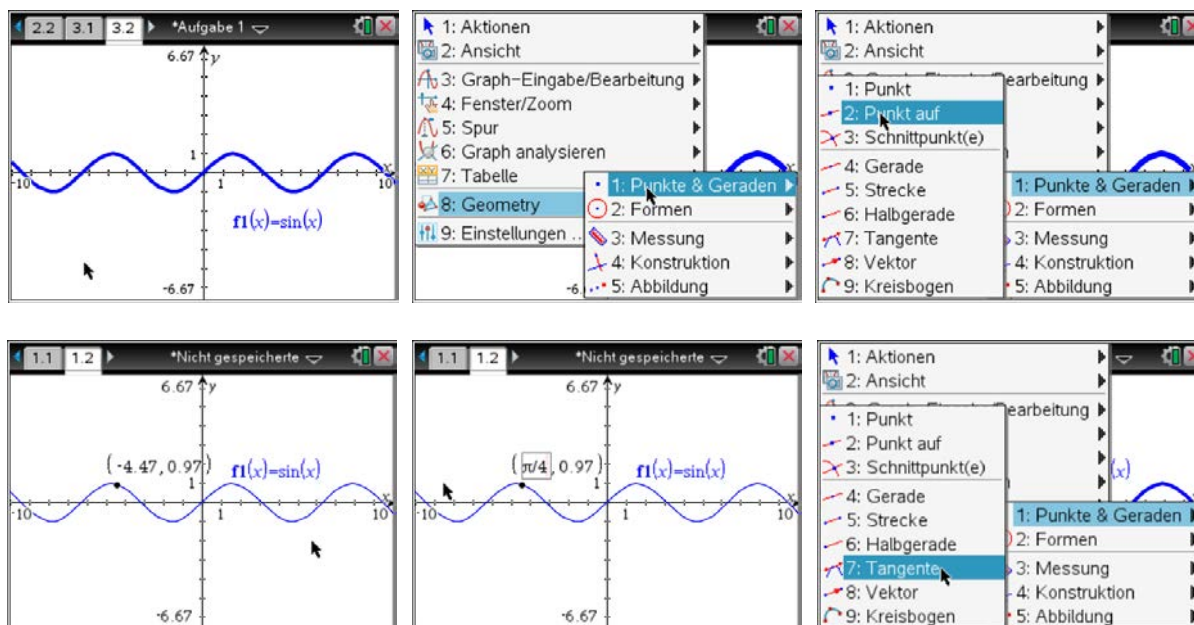 2.2 3.1 3.2 *Aufgabe 1
6.67 y
1
x
-10 1 10
f1(x)=sin(x)
-6.67
1: Aktionen
2: Ansicht
3: Graph-Eingabe/Bearbeitung
4: Fenster/Zoom
5: Spur
6: Graph analysieren
7: Tabelle
8: Geometry
9: Einstellungen ...
1: Punkte & Geraden
2: Formen
3: Messung
4: Konstruktion
5: Abbildung
-6.
1: Aktionen
2: Ansicht
Bearbeitung
1: Punkt
2: Punkt auf
3: Schnittpunkt(e)
4: Gerade
5: Strecke
6: Halbgerade
7: Tangente
8: Vektor
9: Kreisbogen
1: Punkte & Geraden
2: Formen
3: Messung
4: Konstruktion
5: Abbildung
1.1 1.2 *Nicht gespeicherte
6.67 y
(-4.47, 0.97) f1(x)=sin(x)
1
x
-10 1 10
-6.67
1.1 1.2 *Nicht gespeicherte
6.67 y
(π/4, 0.97) f1(x)=sin(x)
1
x
-10 1 10
-6.67
1: Aktionen
2: Ansicht
earbeitung
1: Punkt
2: Punkt auf
3: Schnittpunkt(e)
(x)
4: Gerade
5: Strecke
6: Halbgerade
7: Tangente
8: Vektor
9: Kreisbogen
1: Punkte & Geraden
2: Formen
3: Messung
4: Konstruktion
5: Abbildung